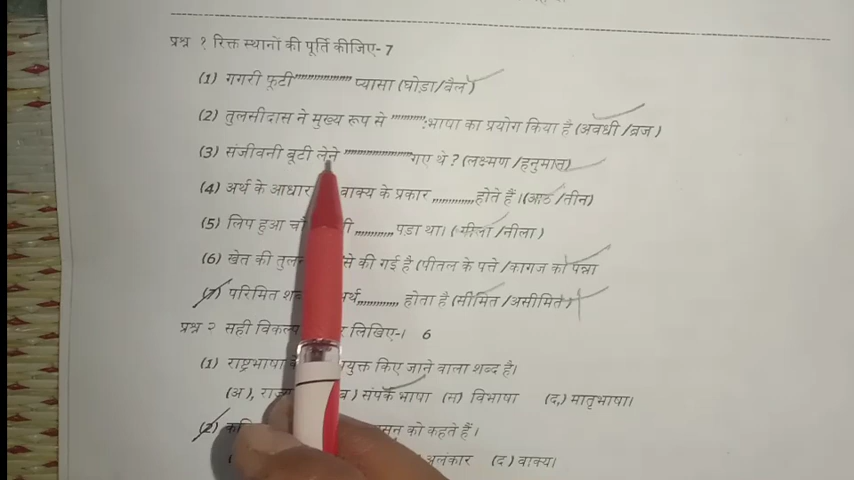 प्रश्न १ रिक्त स्थानों की पूर्ति कीजिए- 7
(1) गगरी फूटी""""""""""" प्यासा (घोड़ा/बैल)
(2) तुलसीदास ने मुख्य रूप से """"""":भाषा का प्रयोग किया है (अवधी /ब्रज)
(3) संजीवनी बूटी लेने """""""""""""गए थे ? (लक्ष्मण /हनुमान)
(4) अर्थ के आधार वाक्य के प्रकार ,,,,,,,,,,,,होते हैं ।(आठ /तीन)
(5) लिपा हुआ ,,,,,,,,,,,पड़ा था। (गीला /नीला )
(6) खेत की से की गई है (पीतल के पत्ते /कागज का पन्ना
(7) परिमित अर्थ,,,,,,,,,,,, होता है (सीमित /असीमित)
प्रश्न २ सही विकल्प लिखिए-। 6
(1) राष्ट्रभाषा किए जाने वाला शब्द है।
(अ), ब ) संपर्क भाषा (स) विभाषा (द,) मातृभाषा।
(2) को कहते हैं ।
अलंकार (द ) वाक्य।